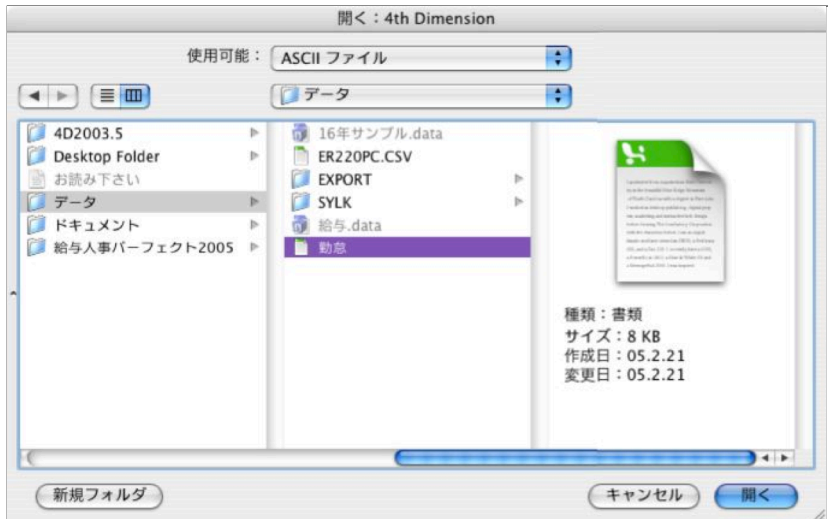 開く：4th Dimension
使用可能：
ASCII ファイル
データ
4D2003.5
Desktop Folder
お読み下さい
データ
ドキュメント
給与人事パーフェクト2005
16年サンプル.data
ER220PC.CSV
EXPORT
SYLK
給与.data
勤怠
種類：書類
サイズ：8 KB
作成日：05.2.21
変更日：05.2.21
新規フォルダ
キャンセル
開く